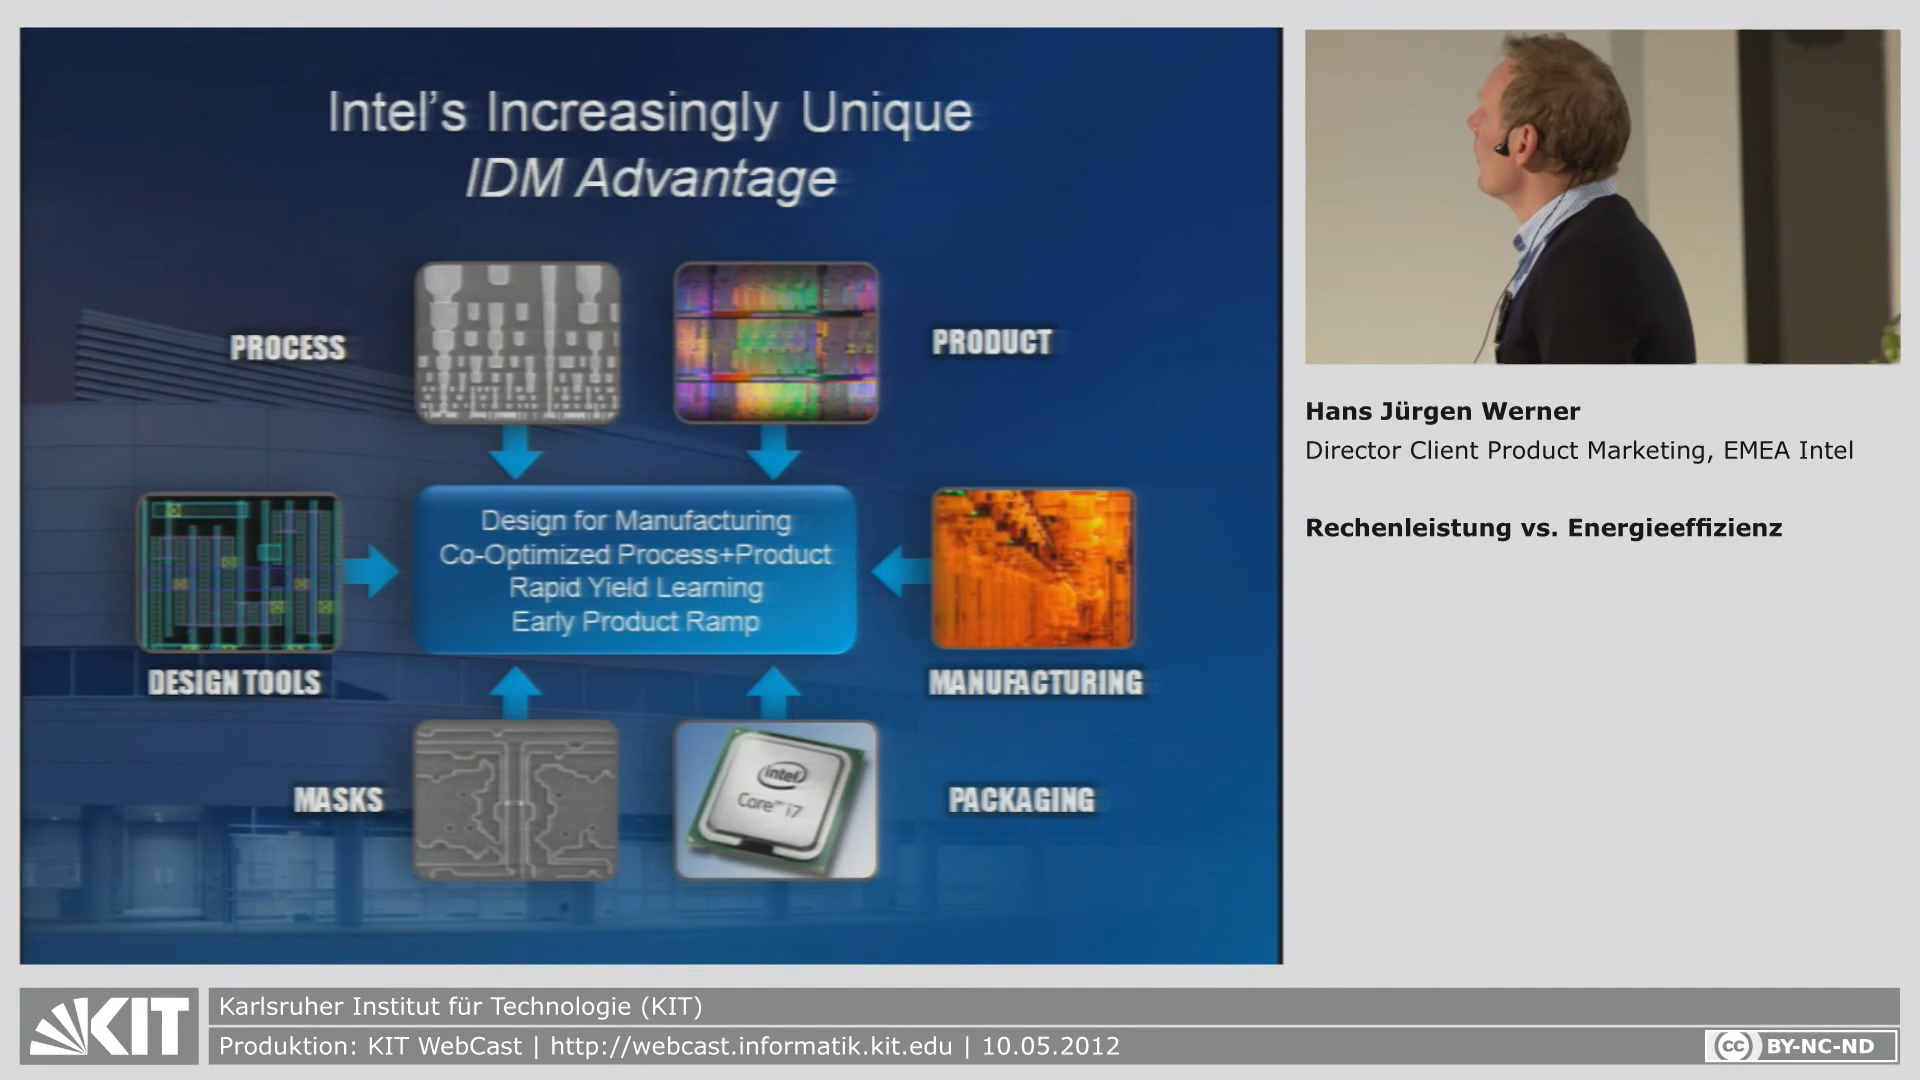 Intel's Increasingly Unique
IDM Advantage
PROCESS
PRODUCT
Design for Manufacturing
Co-Optimized Process+Product
Rapid Yield Learning
Early Product Ramp
DESIGN TOOLS
MANUFACTURING
MASKS
intel
Core™ i7
PACKAGING
Hans Jürgen Werner
Director Client Product Marketing, EMEA Intel
Rechenleistung vs. Energieeffizienz
KIT
Karlsruher Institut für Technologie (KIT)
Produktion: KIT WebCast | http://webcast.informatik.kit.edu | 10.05.2012
cc BY-NC-ND